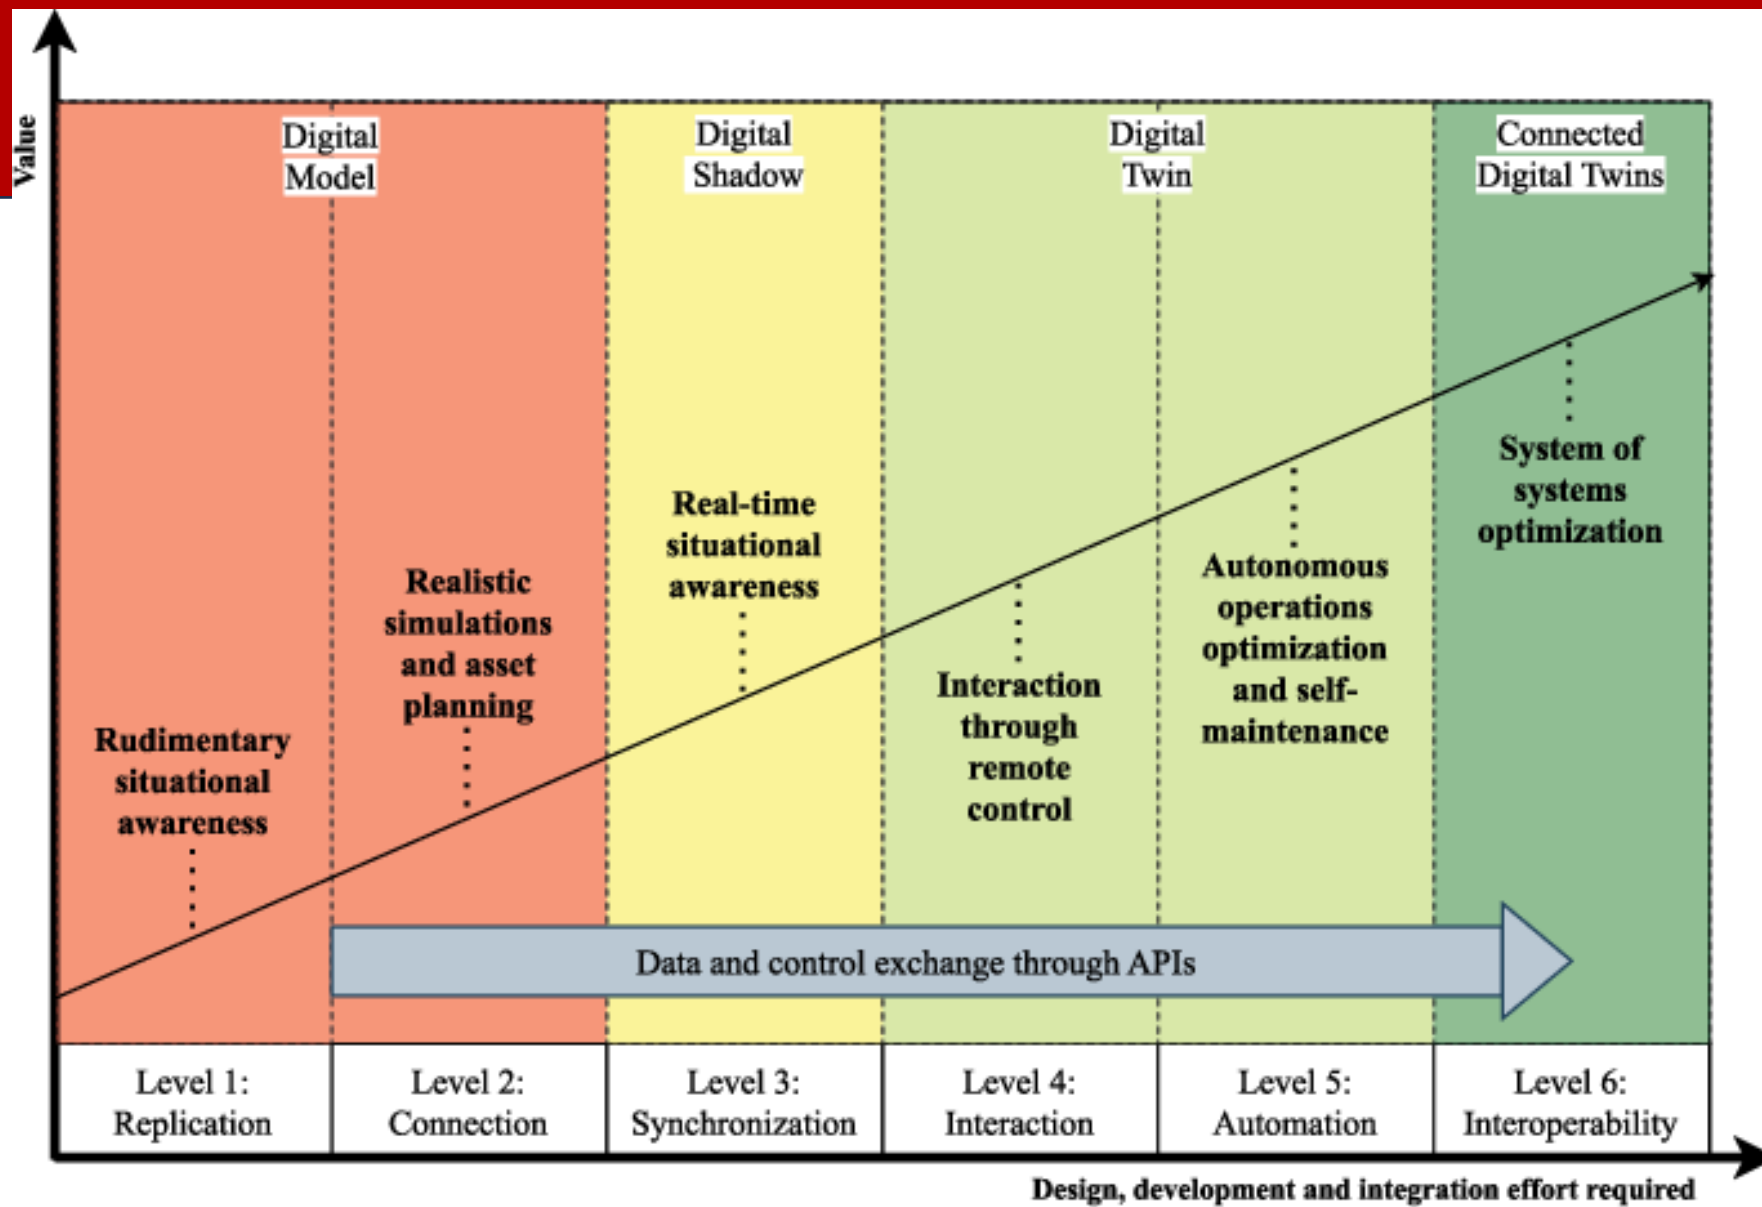 Value
Digital
Model
Digital
Shadow
Digital
Twin
Connected
Digital Twins
Rudimentary
situational
awareness
Realistic
simulations
and asset
planning
Real-time
situational
awareness
Interaction
through
remote
control
Autonomous
operations
optimization
and self-
maintenance
System of
systems
optimization
Data and control exchange through APIs
Level 1:
Replication
Level 2:
Connection
Level 3:
Synchronization
Level 4:
Interaction
Level 5:
Automation
Level 6:
Interoperability
Design, development and integration effort required